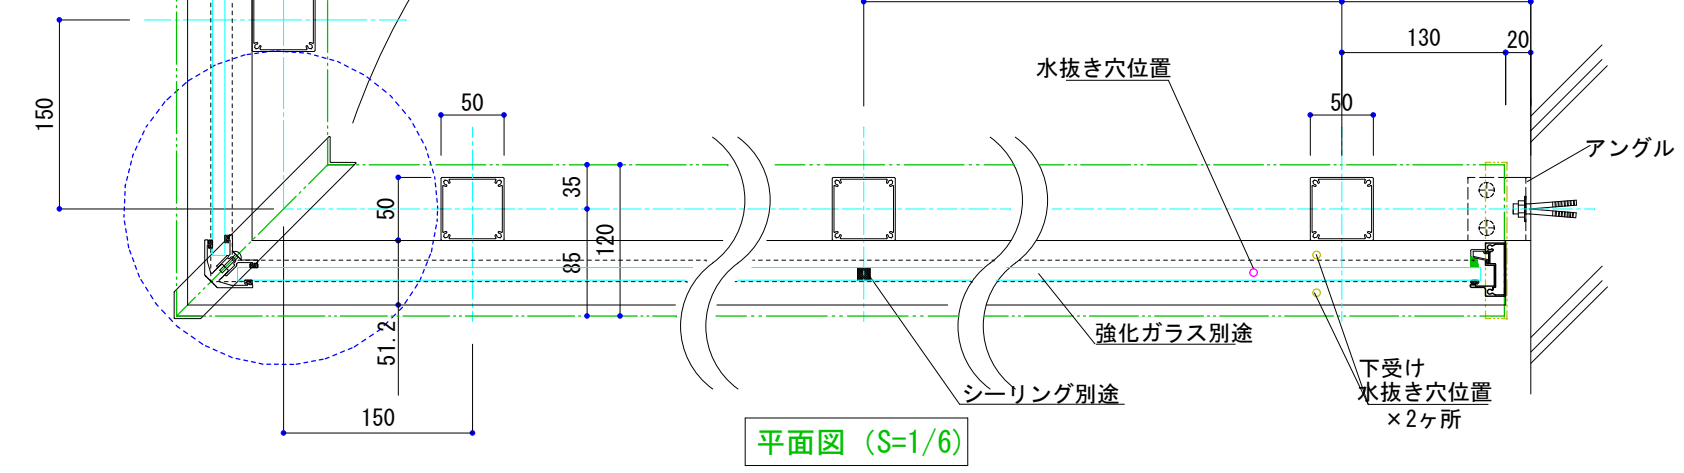 130
20
水抜き穴位置
50
50
150
アングル
35
50
120
85
51.2
強化ガラス別途
下受け
水抜き穴位置
×2ヶ所
シーリング別途
150
平面図 (S=1/6)